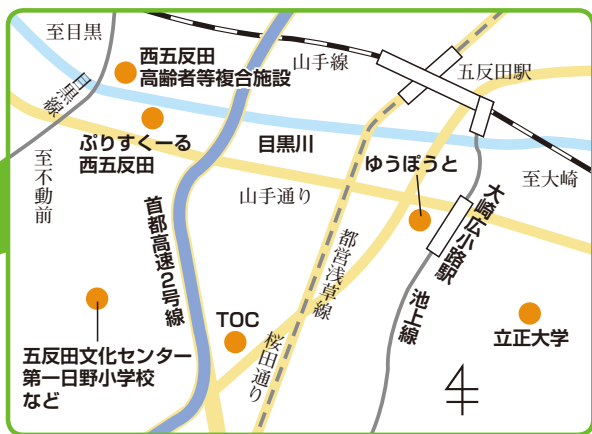 至目黒
西五反田
高齢者等複合施設
山手線
五反田駅
目黒線
ぷりすくーる
西五反田
目黒川
ゆうぽうと
至不動前
山手通り
大崎広小路駅
至大崎
首都高速2号線
都営浅草線
池上線
TOC
立正大学
五反田文化センター
第一日野小学校
など
桜田通り